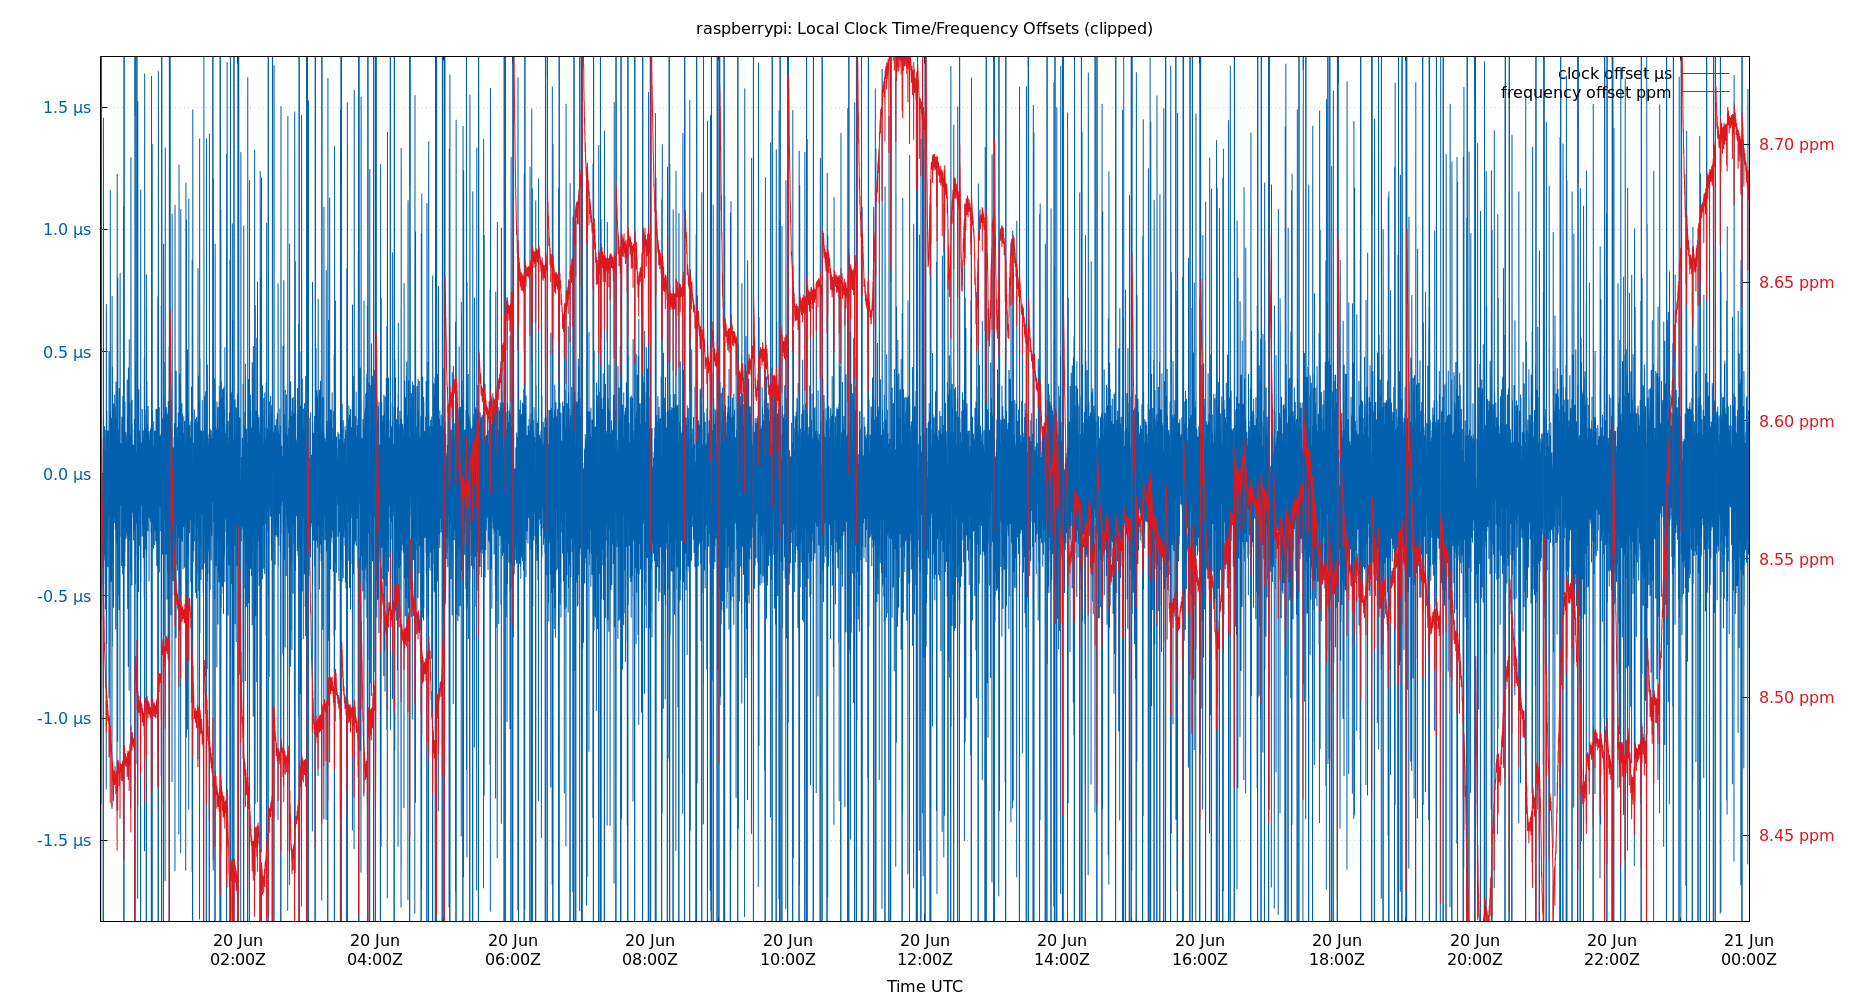 raspberrypi: Local Clock Time/Frequency Offsets (clipped)
clock offset µs
frequency offset ppm
1.5 µs
1.0 µs
0.5 µs
0.0 µs
-0.5 µs
-1.0 µs
-1.5 µs
8.70 ppm
8.65 ppm
8.60 ppm
8.55 ppm
8.50 ppm
8.45 ppm
20 Jun 20 Jun 20 Jun 20 Jun 20 Jun 20 Jun 20 Jun 20 Jun 20 Jun 20 Jun 20 Jun 21 Jun
02:00Z 04:00Z 06:00Z 08:00Z 10:00Z 12:00Z 14:00Z 16:00Z 18:00Z 20:00Z 22:00Z 00:00Z
Time UTC